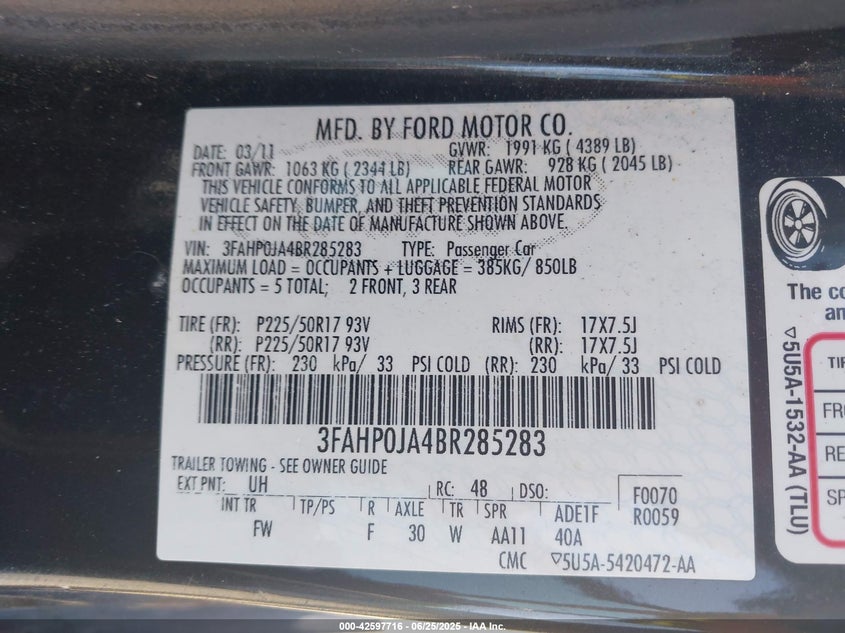 MFD. BY FORD MOTOR CO.
DATE: 03/11 GVWR: 1991 KG ( 4389 LB)
FRONT GAWR: 1063 KG ( 2344 LB) REAR GAWR: 928 KG ( 2045 LB)
THIS VEHICLE CONFORMS TO ALL APPLICABLE FEDERAL MOTOR
VEHICLE SAFETY, BUMPER, AND THEFT PREVENTION STANDARDS
IN EFFECT ON THE DATE OF MANUFACTURE SHOWN ABOVE.
VIN: 3FAHP0JA4BR285283 TYPE: Passenger Car
MAXIMUM LOAD = OCCUPANTS + LUGGAGE = 385KG/ 850LB
OCCUPANTS = 5 TOTAL; 2 FRONT, 3 REAR
TIRE (FR): P225/50R17 93V RIMS (FR): 17X7.5J
(RR): P225/50R17 93V (RR): 17X7.5J
PRESSURE (FR): 230 kPa/ 33 PSI COLD (RR): 230 kPa/ 33 PSI COLD
3FAHP0JA4BR285283
TRAILER TOWING - SEE OWNER GUIDE
EXT PNT: UH RC: 48 DSO: F0070
INT TR TP/PS R AXLE TR SPR ADE1F R0059
FW F 30 W AA11 40A
CMC ▽5U5A-5420472-AA
The co
an
▽5U5A-1532-AA (TLU)
TIR
FRO
RE
SP
000-42597716 - 06/25/2025 - IAA Inc.